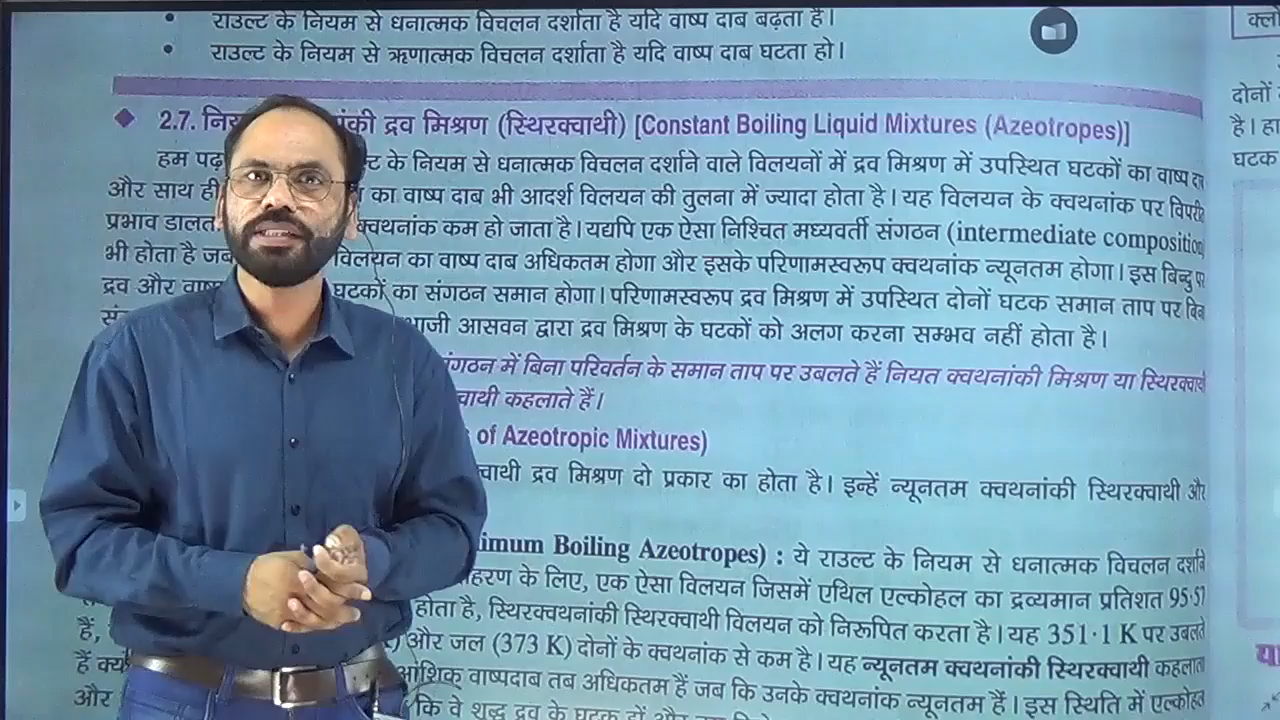 राउल्ट के नियम से धनात्मक विचलन दर्शाता है यदि वाष्प दाब बढ़ता है।
राउल्ट के नियम से ऋणात्मक विचलन दर्शाता है यदि वाष्प दाब घटता हो।
2.7. नांकी द्रव मिश्रण (स्थिरक्वाथी) [Constant Boiling Liquid Mixtures (Azeotropes)]
हम के नियम से धनात्मक विचलन दर्शाने वाले विलयनों में द्रव मिश्रण में उपस्थित घटकों का वाष्प दाब
और साथ ही का वाष्प दाब भी आदर्श विलयन की तुलना में ज्यादा होता है। यह विलयन के क्वथनांक पर विपरीत
प्रभाव क्वथनांक कम हो जाता है। यद्यपि एक ऐसा निश्चित मध्यवर्ती संगठन (intermediate composition)
भी होता है विलयन का वाष्प दाब अधिकतम होगा और इसके परिणामस्वरूप क्वथनांक न्यूनतम होगा। इस बिन्दु पर
द्रव और घटकों का संगठन समान होगा। परिणामस्वरूप द्रव मिश्रण में उपस्थित दोनों घटक समान ताप पर बिना
आसवन द्वारा द्रव मिश्रण के घटकों को अलग करना सम्भव नहीं होता है।
संगठन में बिना परिवर्तन के समान ताप पर उबलते हैं नियत क्वथनांकी मिश्रण या स्थिरक्वाथी
क्वाथी कहलाते हैं।
of Azeotropic Mixtures)
क्वाथी द्रव मिश्रण दो प्रकार का होता है। इन्हें न्यूनतम क्वथनांकी स्थिरक्वाथी और
imum Boiling Azeotropes) : ये राउल्ट के नियम से धनात्मक विचलन दर्शाते
के लिए, एक ऐसा विलयन जिसमें एथिल एल्कोहल का द्रव्यमान प्रतिशत 95·57
होता है, स्थिरक्वथनांकी स्थिरक्वाथी विलयन को निरूपित करता है। यह 351·1 K पर उबलते
हैं, और जल (373 K) दोनों के क्वथनांक से कम है। यह न्यूनतम क्वथनांकी स्थिरक्वाथी कहलाता
हैं आंशिक वाष्पदाब तब अधिकतम हैं जब कि उनके क्वथनांक न्यूनतम हैं। इस स्थिति में एल्कोहल
और कि वे शुद्ध द्रव के घटक हों और
दोनों
है। हा
घटक